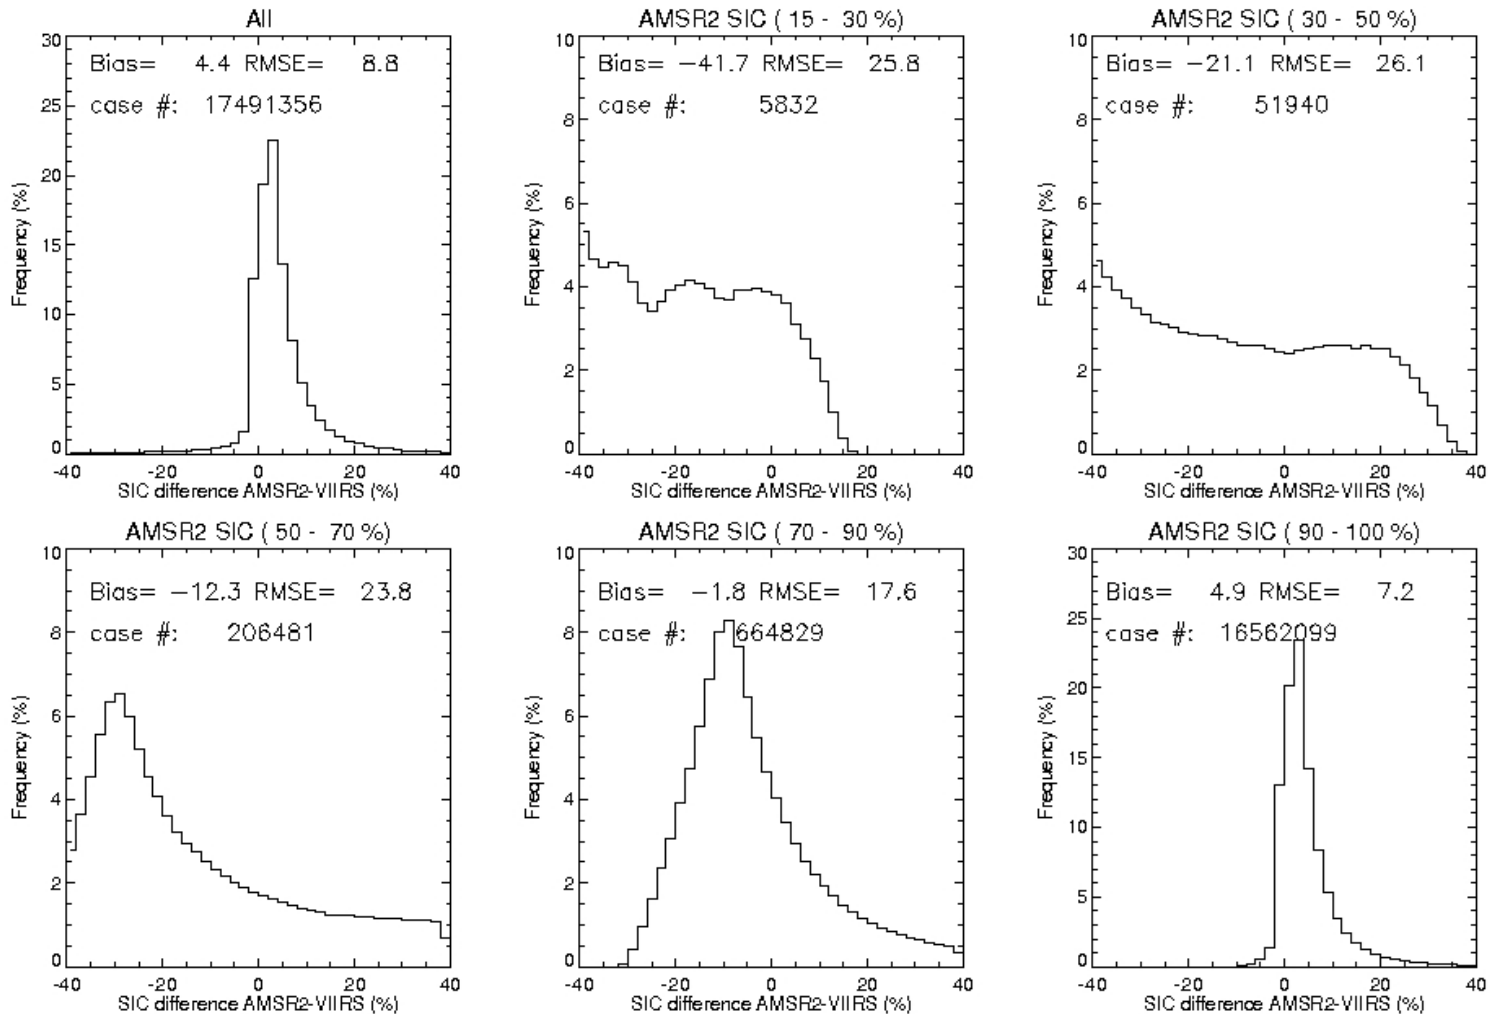 All
Bias= 4.4 RMSE= 8.8
case #: 17491356
Frequency (%)
30
25
20
15
10
5
0
-40 -20 0 20 40
SIC difference AMSR2-VIIRS (%)
AMSR2 SIC ( 15 - 30 %)
Bias= -41.7 RMSE= 25.8
case #: 5832
Frequency (%)
10
8
6
4
2
0
-40 -20 0 20 40
SIC difference AMSR2-VIIRS (%)
AMSR2 SIC ( 30 - 50 %)
Bias= -21.1 RMSE= 26.1
case #: 51940
Frequency (%)
10
8
6
4
2
0
-40 -20 0 20 40
SIC difference AMSR2-VIIRS (%)
AMSR2 SIC ( 50 - 70 %)
Bias= -12.3 RMSE= 23.8
case #: 206481
Frequency (%)
10
8
6
4
2
0
-40 -20 0 20 40
SIC difference AMSR2-VIIRS (%)
AMSR2 SIC ( 70 - 90 %)
Bias= -1.8 RMSE= 17.6
case #: 664829
Frequency (%)
10
8
6
4
2
0
-40 -20 0 20 40
SIC difference AMSR2-VIIRS (%)
AMSR2 SIC ( 90 - 100 %)
Bias= 4.9 RMSE= 7.2
case #: 16562099
Frequency (%)
30
25
20
15
10
5
0
-40 -20 0 20 40
SIC difference AMSR2-VIIRS (%)